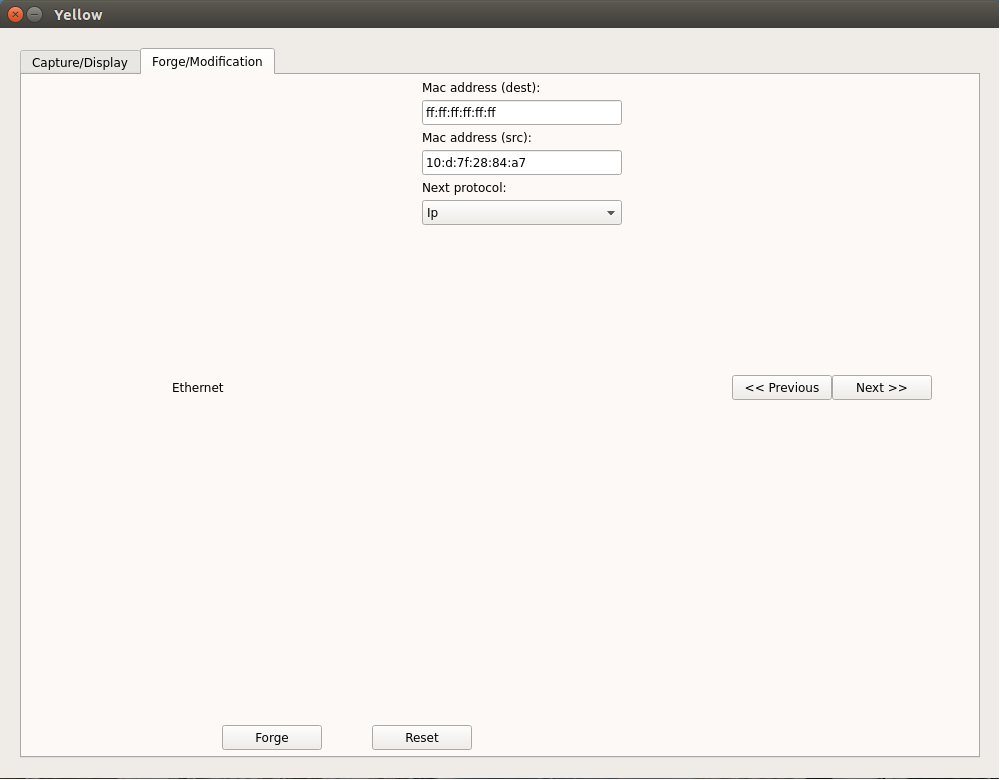 Yellow
Capture/Display Forge/Modification
Mac address (dest):
ff:ff:ff:ff:ff:ff
Mac address (src):
10:d:7f:28:84:a7
Next protocol:
Ip
Ethernet << Previous Next >>
Forge Reset